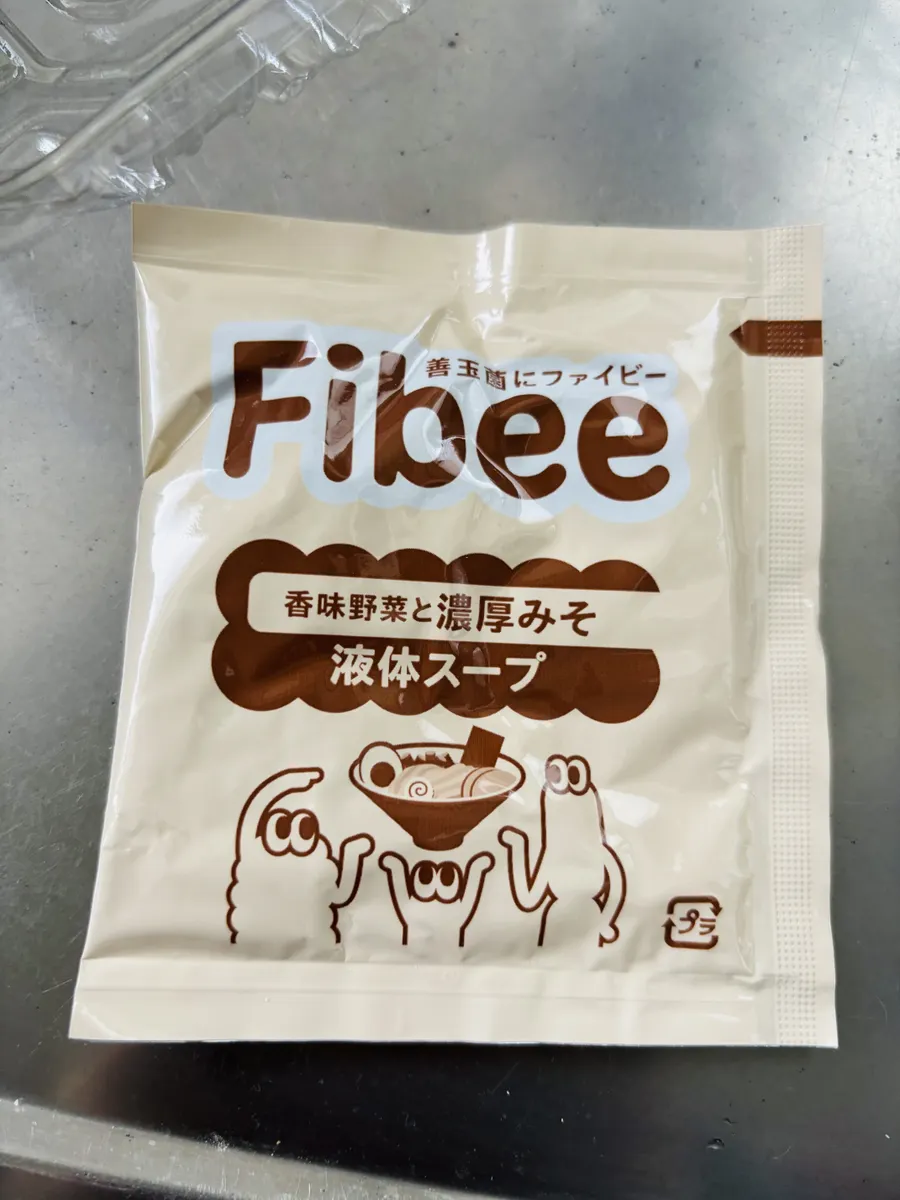 Fibee
善玉菌にファイビー
香味野菜と濃厚みそ
液体スープ
プラ